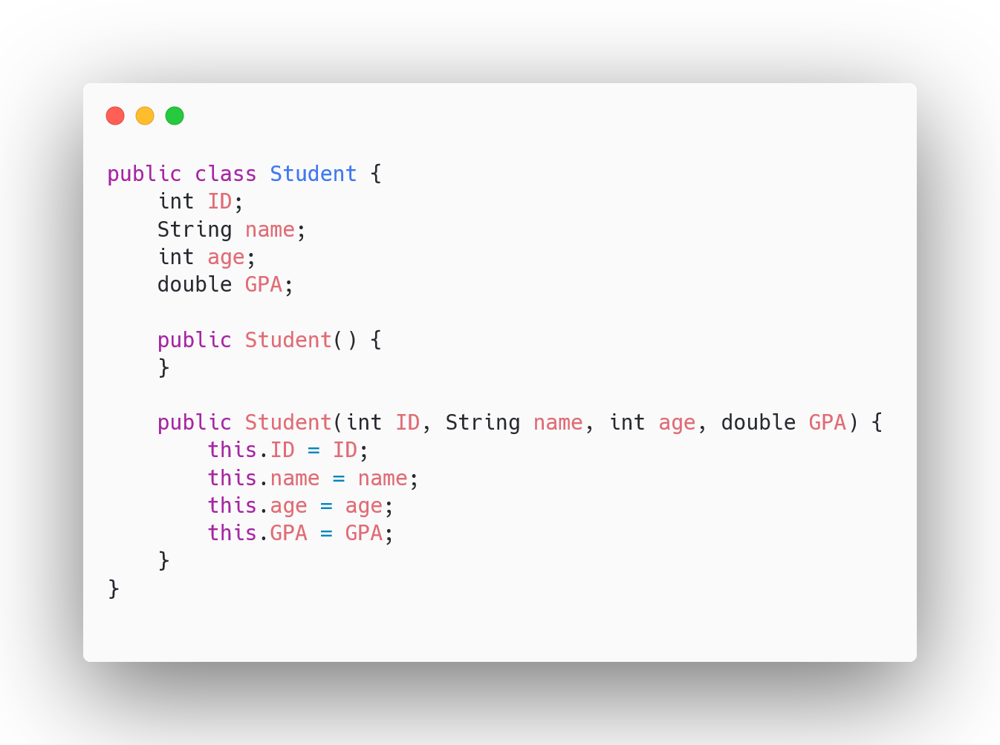 public class Student {
    int ID;
    String name;
    int age;
    double GPA;

    public Student() {
    }

    public Student(int ID, String name, int age, double GPA) {
        this.ID = ID;
        this.name = name;
        this.age = age;
        this.GPA = GPA;
    }
}